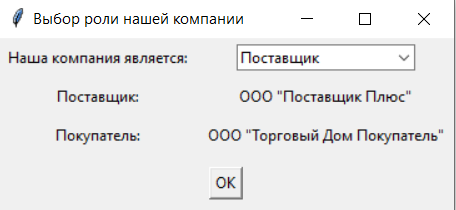 Выбор роли нашей компании
Наша компания является: Поставщик
Поставщик: ООО "Поставщик Плюс"
Покупатель: ООО "Торговый Дом Покупатель"
OK